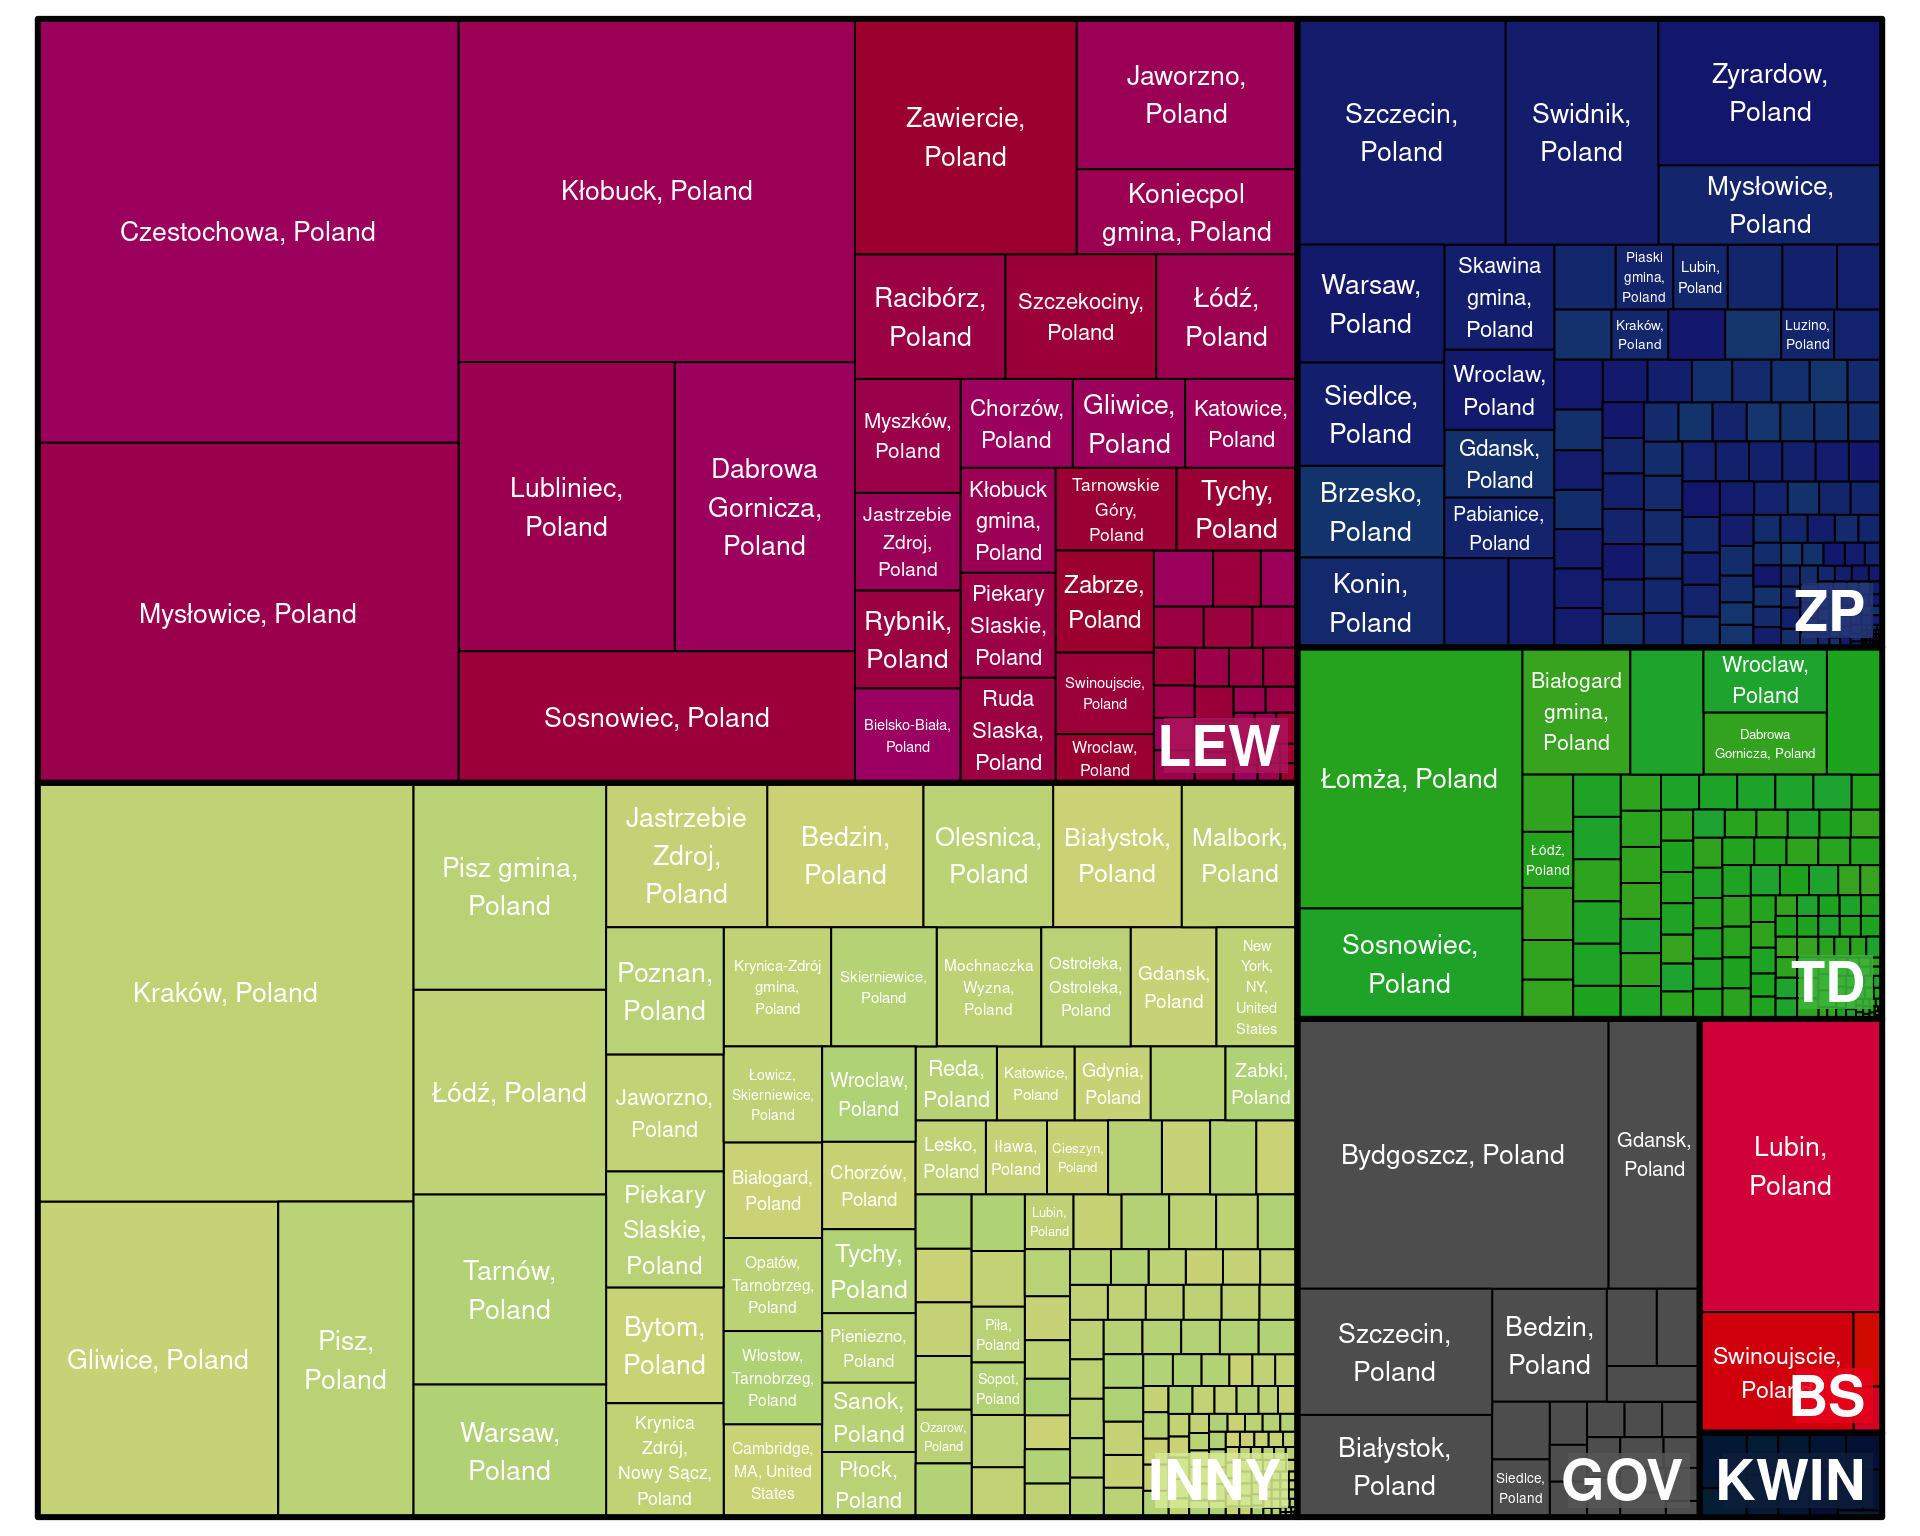 Czestochowa, Poland
Mysłowice, Poland
Kłobuck, Poland
Lubliniec,
Poland
Dabrowa
Gornicza,
Poland
Sosnowiec, Poland
Zawiercie,
Poland
Jaworzno,
Poland
Koniecpol
gmina, Poland
Racibórz,
Poland
Szczekociny,
Poland
Łódź,
Poland
Myszków,
Poland
Jastrzebie
Zdroj,
Poland
Rybnik,
Poland
Bielsko-Biała,
Poland
Chorzów,
Poland
Gliwice,
Poland
Katowice,
Poland
Kłobuck
gmina,
Poland
Piekary
Slaskie,
Poland
Ruda
Slaska,
Poland
Tarnowskie
Góry,
Poland
Tychy,
Poland
Zabrze,
Poland
Swinoujscie,
Poland
Wroclaw,
Poland
LEW
Szczecin,
Poland
Swidnik,
Poland
Zyrardow,
Poland
Mysłowice,
Poland
Warsaw,
Poland
Siedlce,
Poland
Brzesko,
Poland
Konin,
Poland
Skawina
gmina,
Poland
Wroclaw,
Poland
Gdansk,
Poland
Pabianice,
Poland
Piaski
gmina,
Poland
Lubin,
Poland
Kraków,
Poland
Luzino,
Poland
ZP
Łomża, Poland
Sosnowiec,
Poland
Białogard
gmina,
Poland
Wroclaw,
Poland
Dabrowa
Gornicza, Poland
Łódź,
Poland
TD
Kraków, Poland
Gliwice, Poland
Pisz,
Poland
Pisz gmina,
Poland
Łódź, Poland
Tarnów,
Poland
Warsaw,
Poland
Jastrzebie
Zdroj,
Poland
Bedzin,
Poland
Olesnica,
Poland
Białystok,
Poland
Malbork,
Poland
Poznan,
Poland
Jaworzno,
Poland
Piekary
Slaskie,
Poland
Bytom,
Poland
Krynica
Zdrój,
Nowy Sącz,
Poland
Krynica-Zdrój
gmina,
Poland
Skierniewice,
Poland
Mochnaczka
Wyzna,
Poland
Ostrołeka,
Ostroleka,
Poland
Gdansk,
Poland
New
York,
NY,
United
States
Łowicz,
Skierniewice,
Poland
Białogard,
Poland
Opatów,
Tarnobrzeg,
Poland
Włostow,
Tarnobrzeg,
Poland
Cambridge,
MA, United
States
Wroclaw,
Poland
Chorzów,
Poland
Tychy,
Poland
Pieniezno,
Poland
Sanok,
Poland
Płock,
Poland
Reda,
Poland
Katowice,
Poland
Gdynia,
Poland
Zabki,
Poland
Lesko,
Poland
Iława,
Poland
Cieszyn,
Poland
Lubin,
Poland
Piła,
Poland
Sopot,
Poland
Ozarow,
Poland
INNY
Bydgoszcz, Poland
Gdansk,
Poland
Szczecin,
Poland
Białystok,
Poland
Bedzin,
Poland
Siedlce,
Poland
GOV
Lubin,
Poland
Swinoujscie,
Polan
BS
KWIN